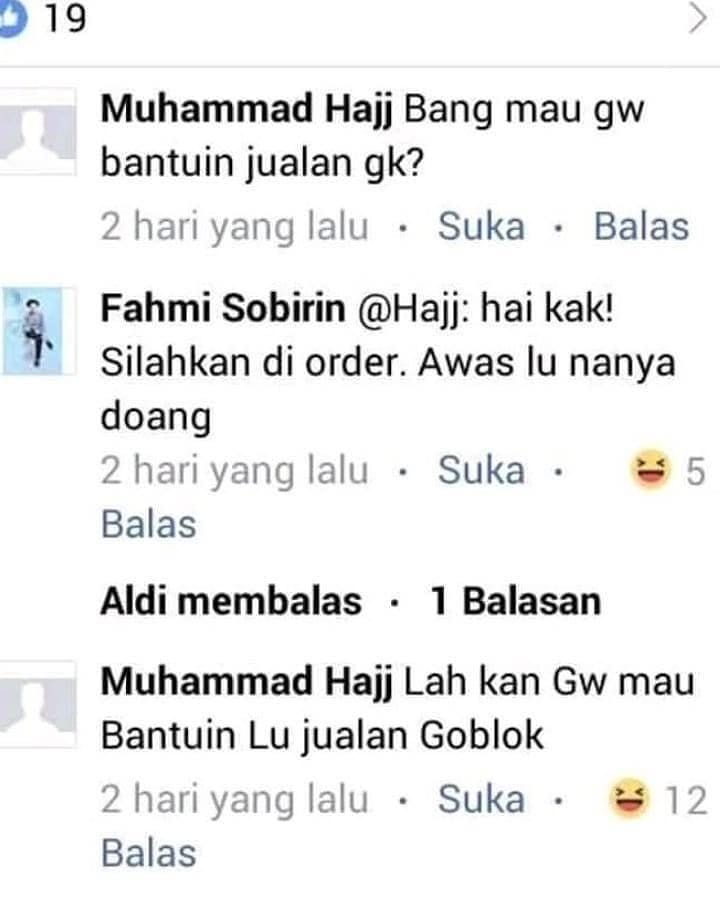 19
Muhammad Hajj Bang mau gw
bantuin jualan gk?
2 hari yang lalu · Suka · Balas
Fahmi Sobirin @Hajj: hai kak!
Silahkan di order. Awas lu nanya
doang
2 hari yang lalu · Suka · 5
Balas
Aldi membalas · 1 Balasan
Muhammad Hajj Lah kan Gw mau
Bantuin Lu jualan Goblok
2 hari yang lalu · Suka · 12
Balas